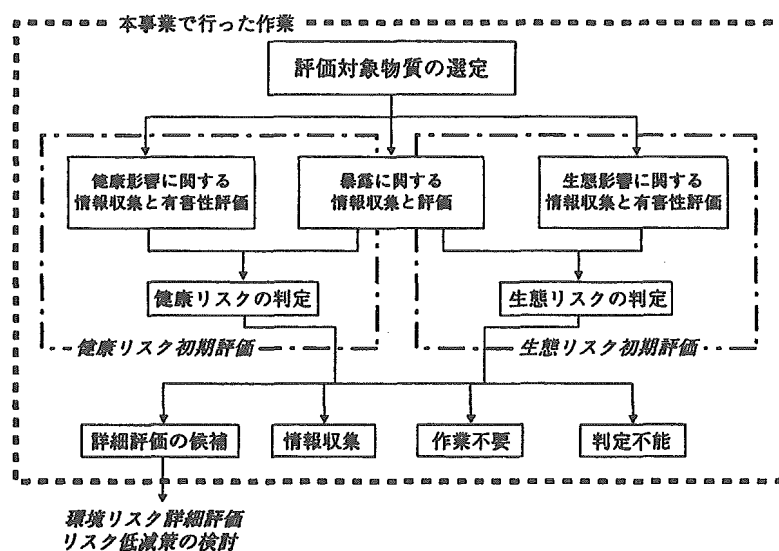 本事業で行った作業
評価対象物質の選定
健康影響に関する
情報収集と有害性評価
暴露に関する
情報収集と評価
生態影響に関する
情報収集と有害性評価
健康リスクの判定
生態リスクの判定
健康リスク初期評価
生態リスク初期評価
詳細評価の候補
情報収集
作業不要
判定不能
環境リスク詳細評価
リスク低減策の検討